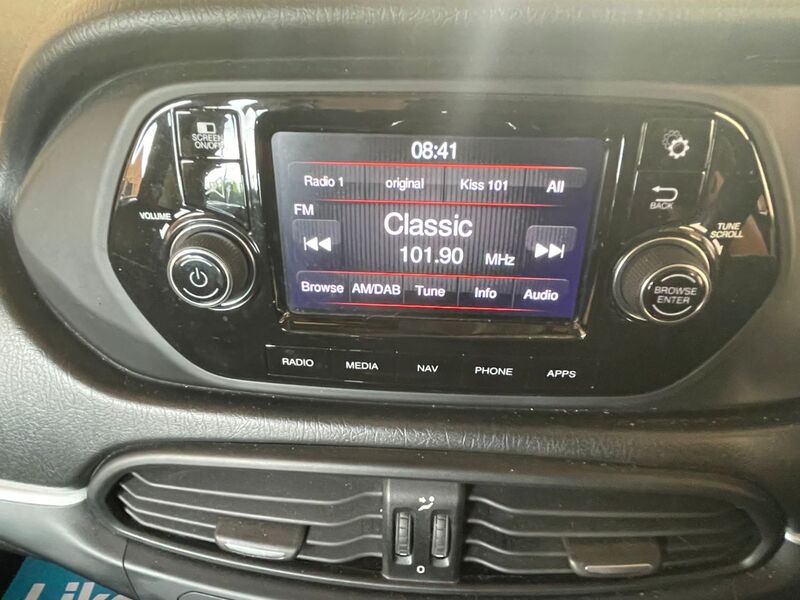 SCREEN
ON/OFF
08:41
Radio 1 original Kiss 101 All
FM
Classic
101.90 MHz
Browse AM/DAB Tune Info Audio
VOLUME
BACK
TUNE
SCROLL
BROWSE
ENTER
RADIO MEDIA NAV PHONE APPS
O
Like